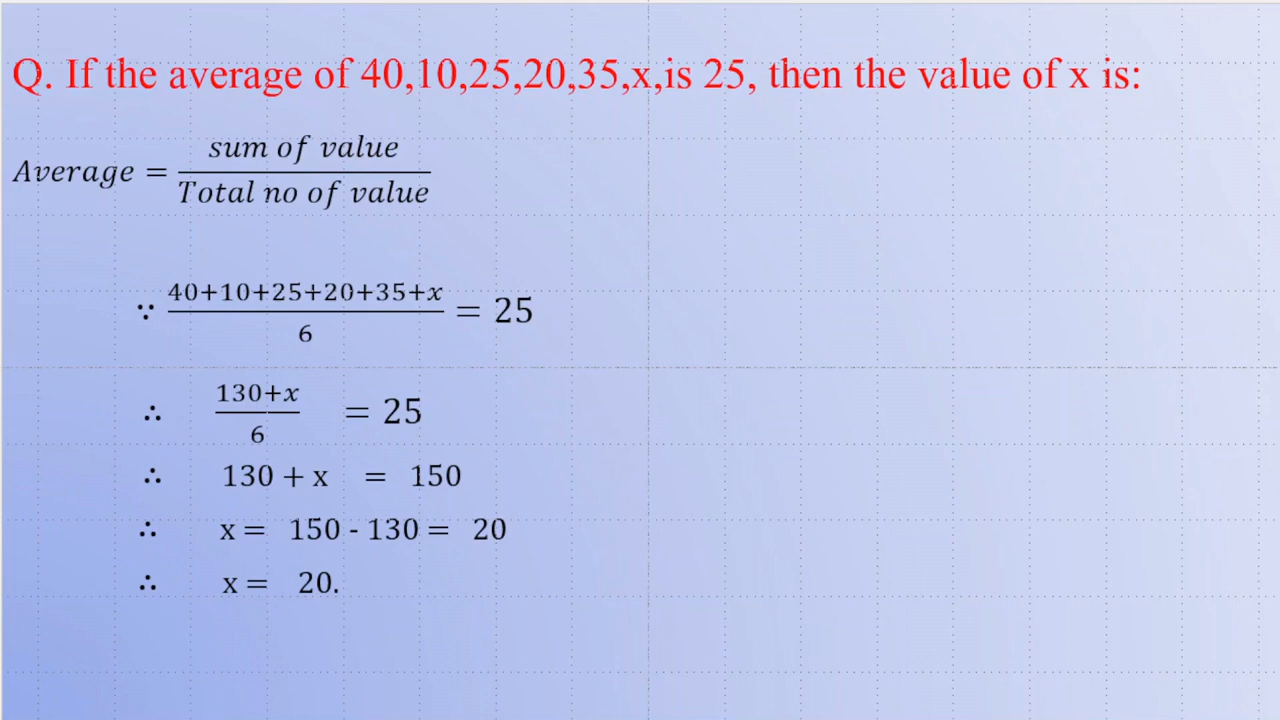 Q. If the average of 40,10,25,20,35,x,is 25, then the value of x is:
Average = sum of value / Total no of value
∵ 40+10+25+20+35+x / 6 = 25
∴ 130+x / 6 = 25
∴ 130 + x = 150
∴ x = 150 - 130 = 20
∴ x = 20.